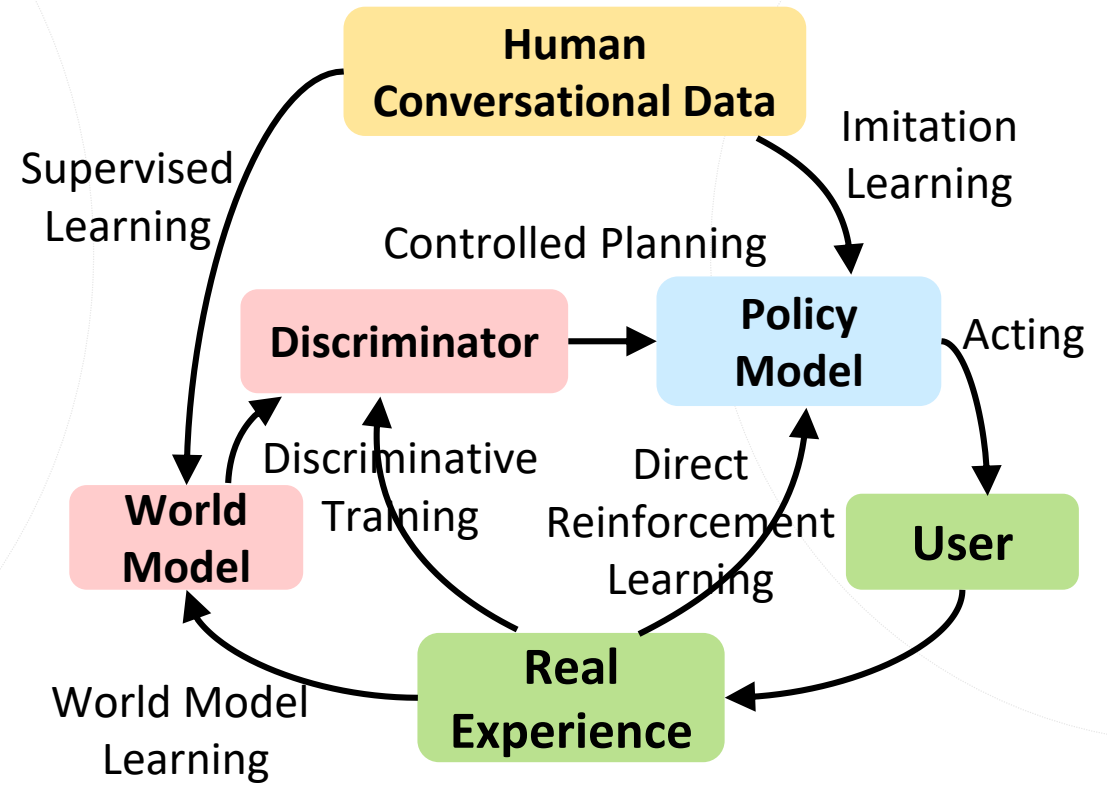 Human
Conversational Data
Imitation
Learning
Supervised
Learning
Controlled Planning
Discriminator
Policy
Model
Acting
Discriminative
Training
Direct
Reinforcement
Learning
World
Model
User
Real
Experience
World Model
Learning